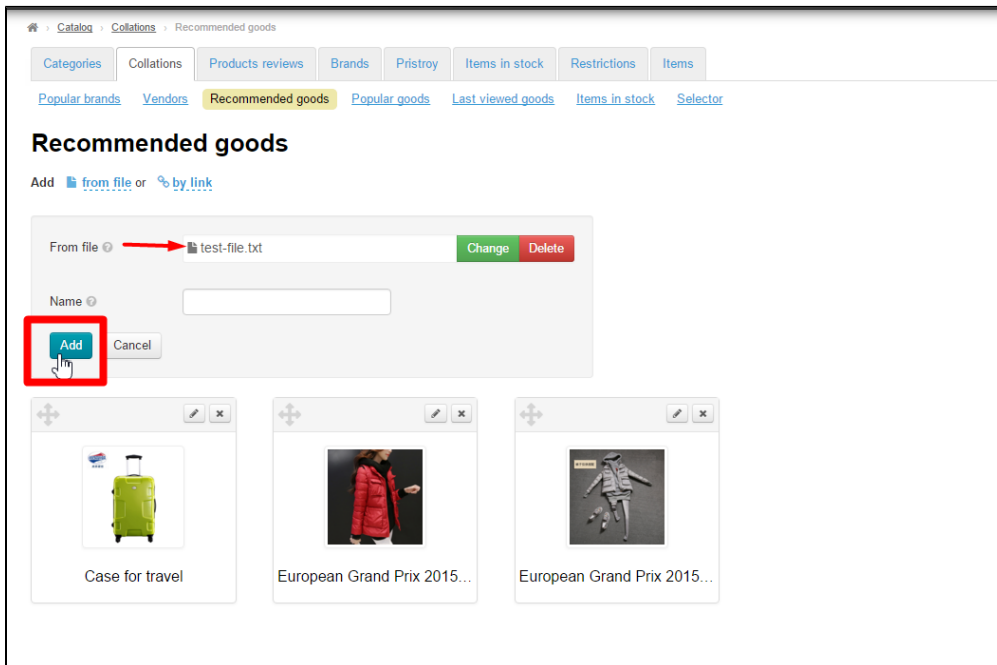 Catalog › Collations › Recommended goods
Categories Collations Products reviews Brands Pristroy Items in stock Restrictions Items
Popular brands Vendors Recommended goods Popular goods Last viewed goods Items in stock Selector
Recommended goods
Add from file or by link
From file test-file.txt Change Delete
Name
Add Cancel
Case for travel European Grand Prix 2015... European Grand Prix 2015...